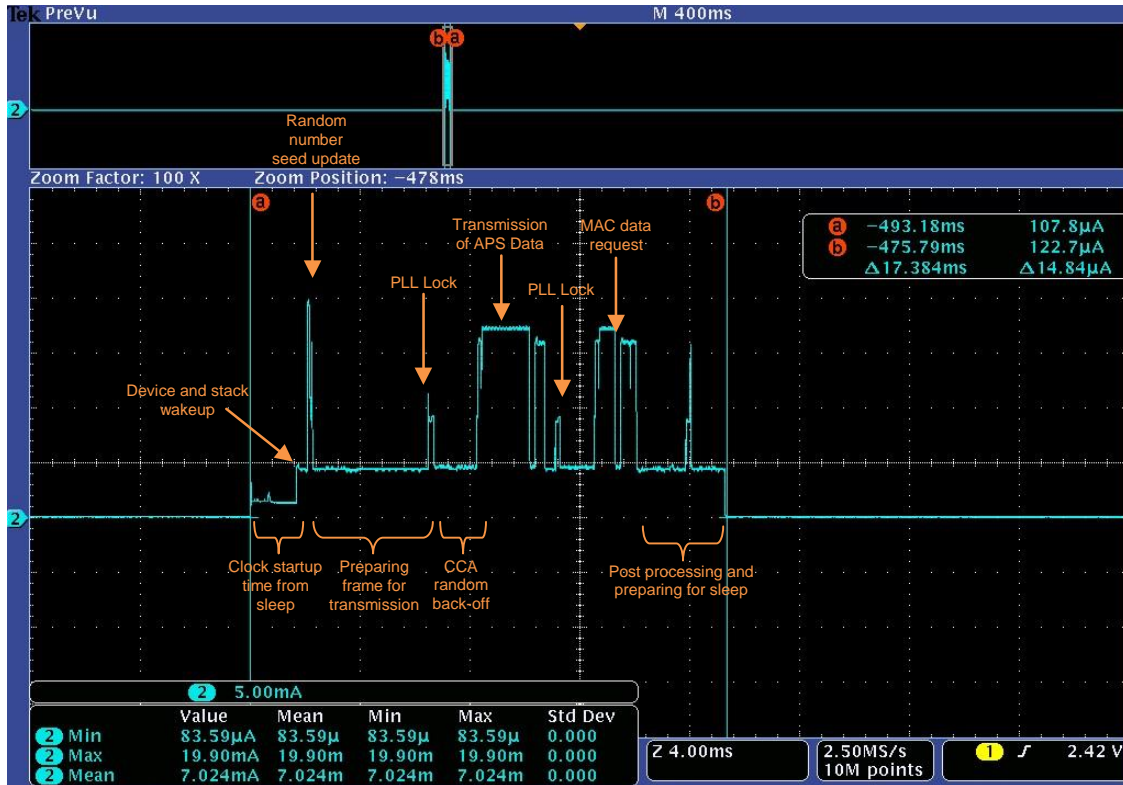 Tek PreVu M 400ms
b a
2
Random
number
seed update
Zoom Factor: 100 X Zoom Position: −478ms
a
b
a −493.18ms 107.8µA
b −475.79ms 122.7µA
Δ17.384ms Δ14.84µA
Transmission
of APS Data
MAC data
request
PLL Lock
PLL Lock
Device and stack
wakeup
2
Clock startup
time from
sleep
Preparing
frame for
transmission
CCA
random
back-off
Post processing and
preparing for sleep
2 5.00mA
Value Mean Min Max Std Dev
2 Min 83.59µA 83.59µ 83.59µ 83.59µ 0.000
2 Max 19.90mA 19.90m 19.90m 19.90m 0.000
2 Mean 7.024mA 7.024m 7.024m 7.024m 0.000
Z 4.00ms
2.50MS/s
10M points
1 2.42 V